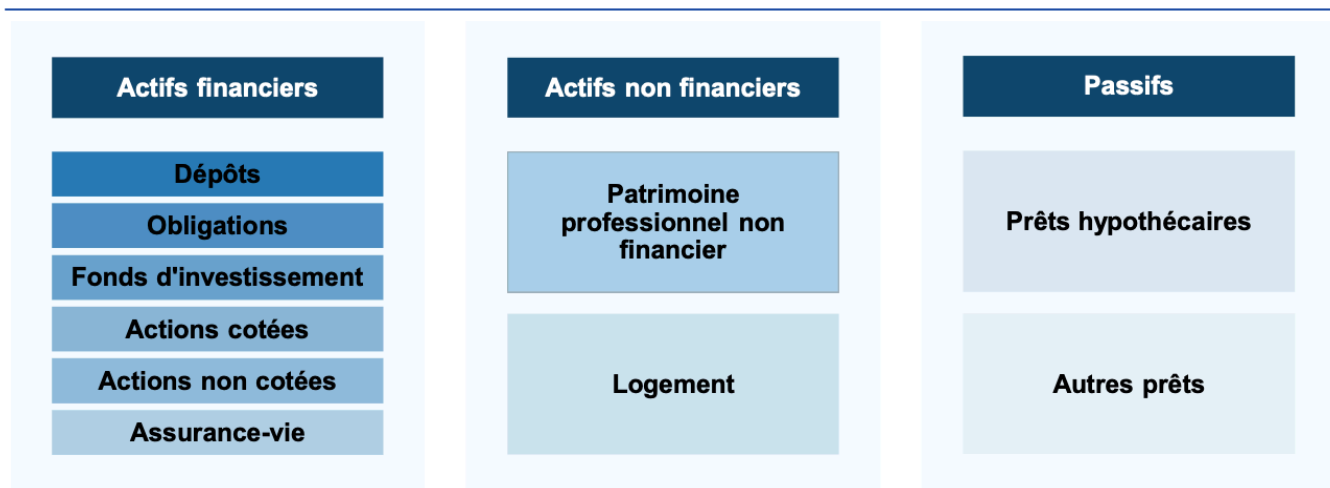 Actifs financiers
Dépôts
Obligations
Fonds d'investissement
Actions cotées
Actions non cotées
Assurance-vie
Actifs non financiers
Patrimoine
professionnel non
financier
Logement
Passifs
Prêts hypothécaires
Autres prêts